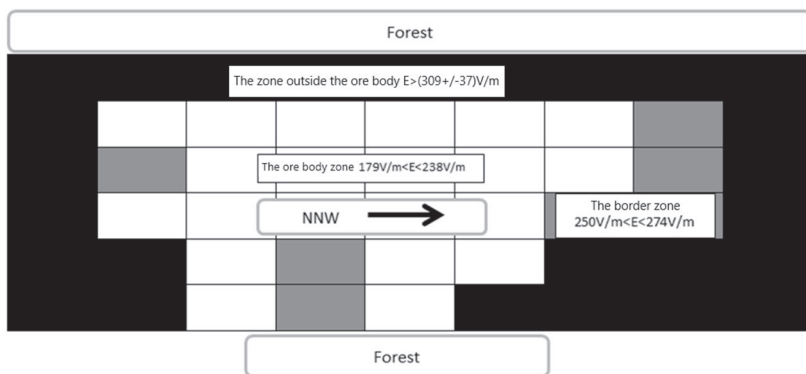 Forest
The zone outside the ore body E>(309+/-37)V/m
The ore body zone 179V/m<E<238V/m
NNW
The border zone
250V/m<E<274V/m
Forest